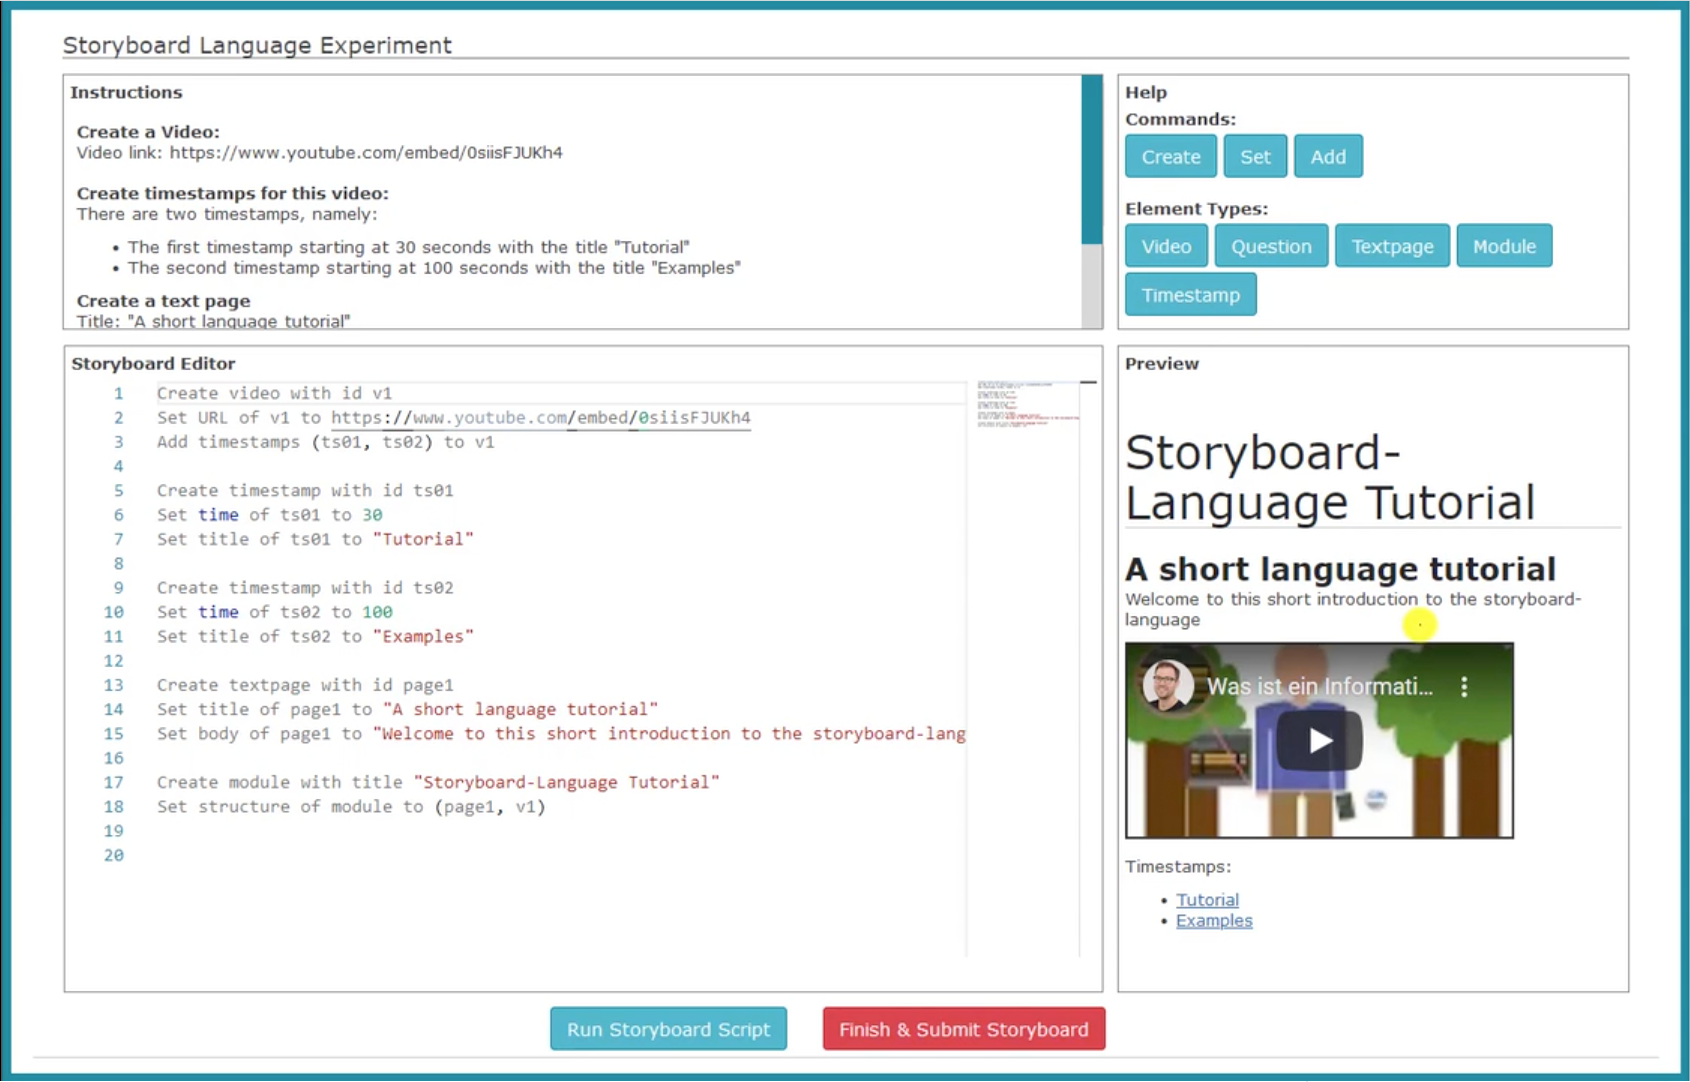 Storyboard Language Experiment
Instructions
Create a Video:
Video link: https://www.youtube.com/embed/0siisFJUKh4
Create timestamps for this video:
There are two timestamps, namely:
• The first timestamp starting at 30 seconds with the title "Tutorial"
• The second timestamp starting at 100 seconds with the title "Examples"
Create a text page
Title: "A short language tutorial"
Help
Commands:
Create Set Add
Element Types:
Video Question Textpage Module
Timestamp
Storyboard Editor
1 Create video with id v1
2 Set URL of v1 to https://www.youtube.com/embed/0siisFJUKh4
3 Add timestamps (ts01, ts02) to v1
4
5 Create timestamp with id ts01
6 Set time of ts01 to 30
7 Set title of ts01 to "Tutorial"
8
9 Create timestamp with id ts02
10 Set time of ts02 to 100
11 Set title of ts02 to "Examples"
12
13 Create textpage with id page1
14 Set title of page1 to "A short language tutorial"
15 Set body of page1 to "Welcome to this short introduction to the storyboard-lang
16
17 Create module with title "Storyboard-Language Tutorial"
18 Set structure of module to (page1, v1)
19
20
Preview
Storyboard-
Language Tutorial
A short language tutorial
Welcome to this short introduction to the storyboard-
language
Was ist ein Informati...
Timestamps:
• Tutorial
• Examples
Run Storyboard Script
Finish & Submit Storyboard